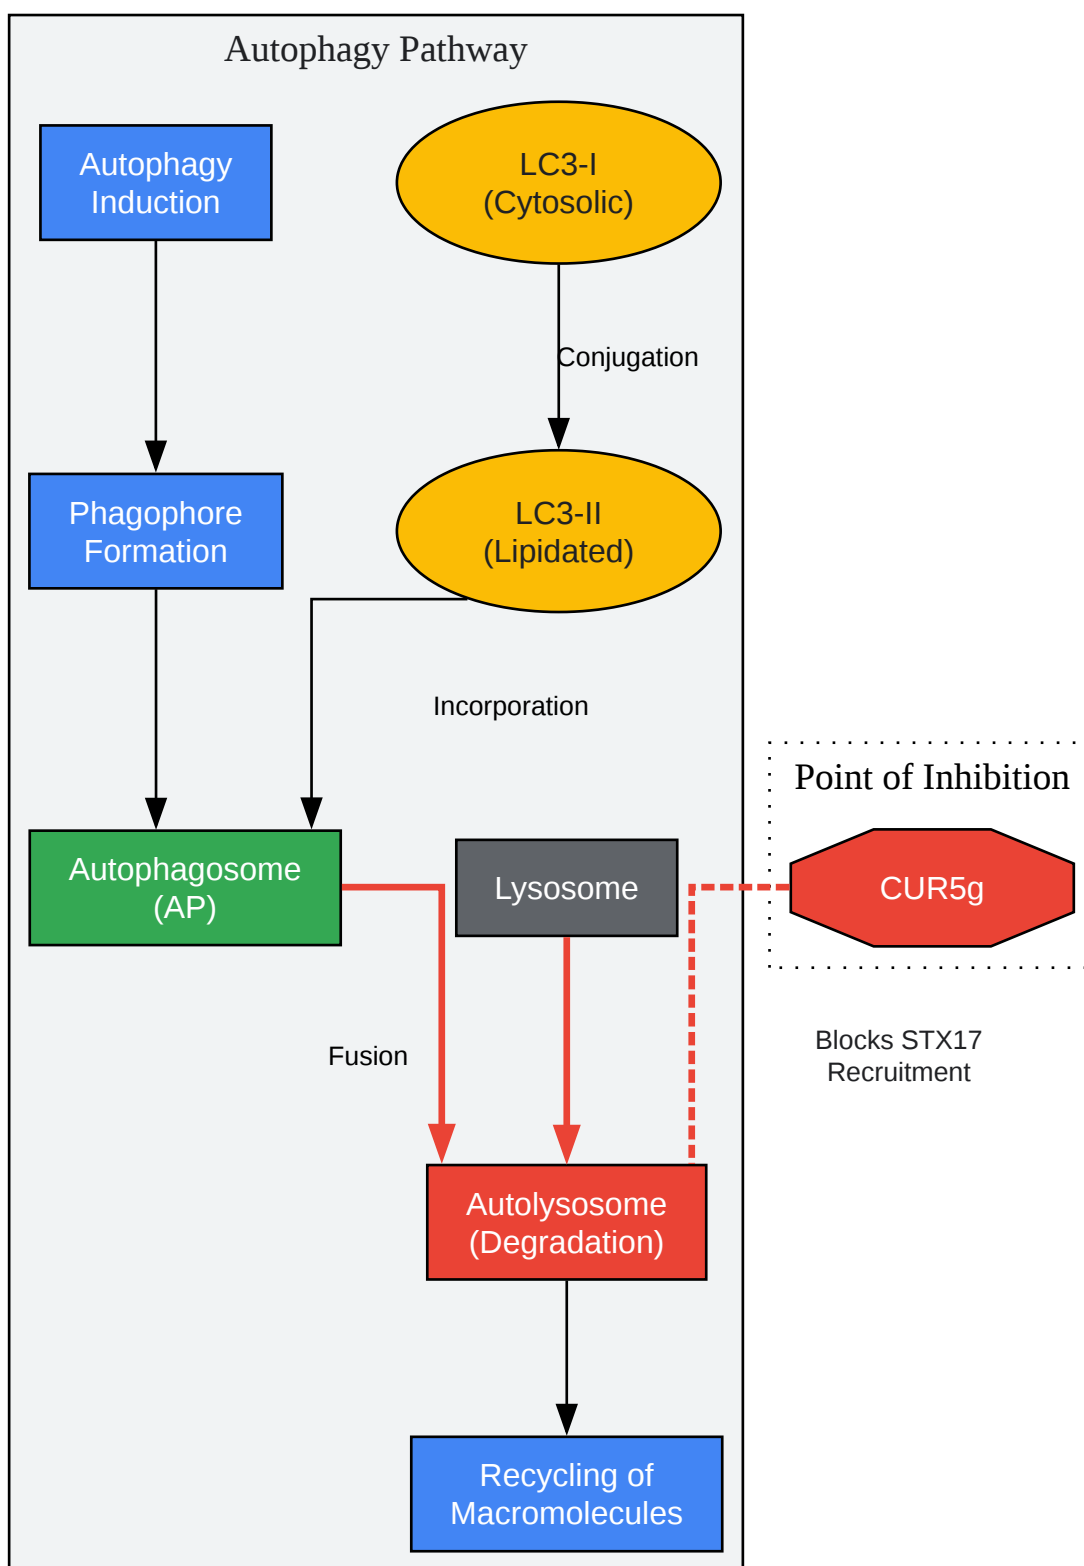 Autophagy Pathway
Autophagy
Induction
LC3-I
(Cytosolic)
Conjugation
Phagophore
Formation
LC3-II
(Lipidated)
Incorporation
Point of Inhibition
Autophagosome
(AP)
Lysosome
CUR5g
Fusion
Blocks STX17
Recruitment
Autolysosome
(Degradation)
Recycling of
Macromolecules